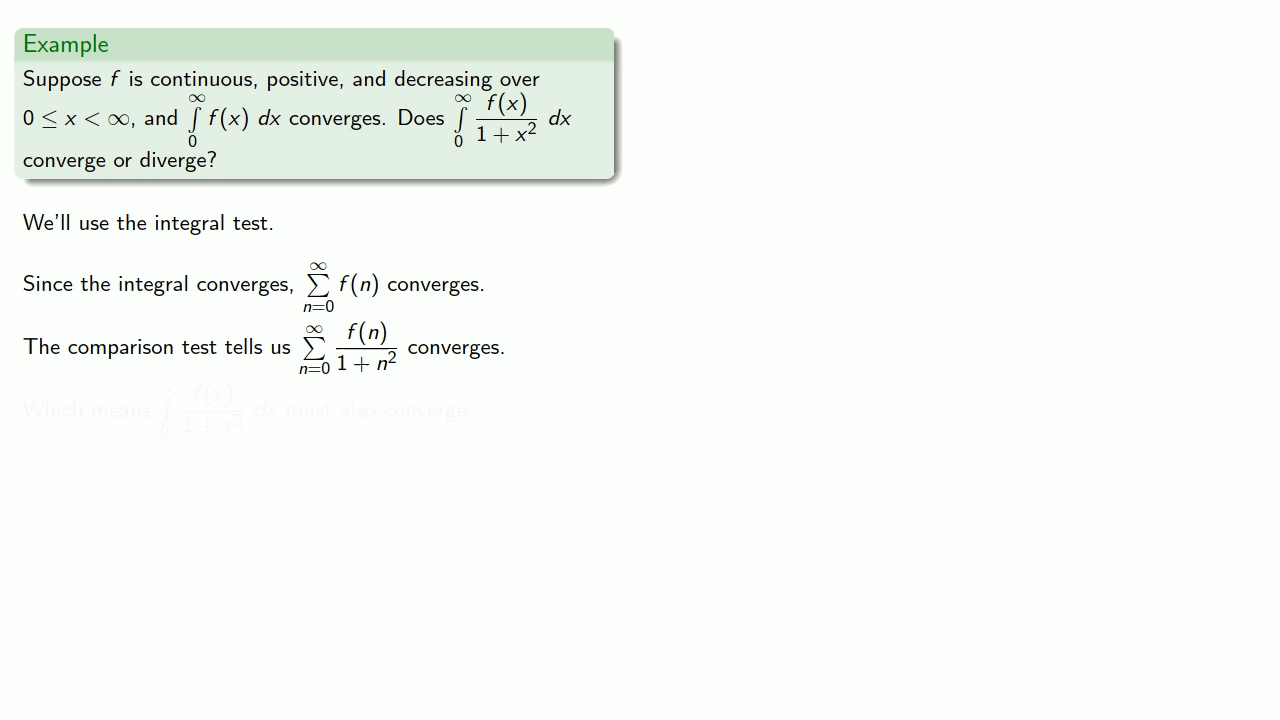 Example
Suppose f is continuous, positive, and decreasing over
0 ≤ x < ∞, and ∫₀^∞ f(x) dx converges. Does ∫₀^∞ f(x)/(1 + x²) dx
converge or diverge?
We'll use the integral test.
Since the integral converges, ∑_{n=0}^∞ f(n) converges.
The comparison test tells us ∑_{n=0}^∞ f(n)/(1 + n²) converges.
Which means ∫₀^∞ f(x)/(1 + x²) dx must also converge.